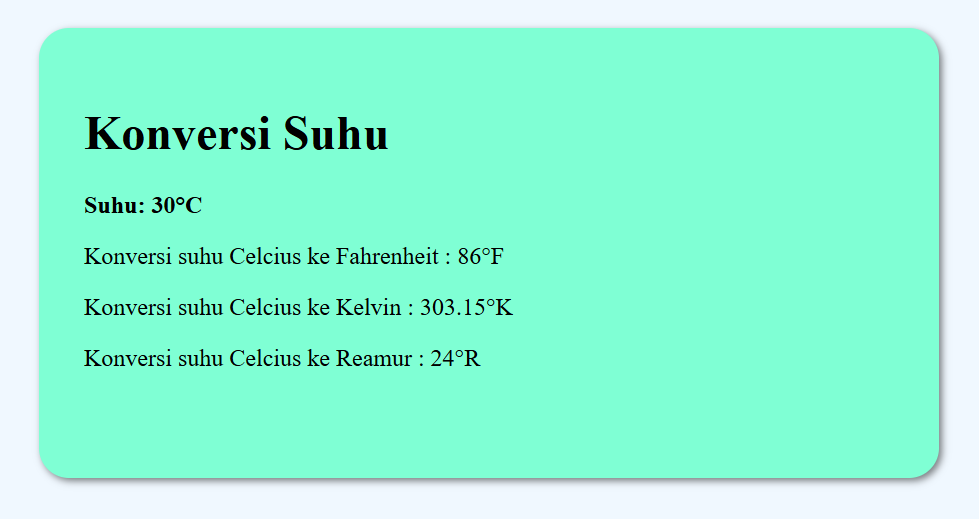 Konversi Suhu
Suhu: 30°C
Konversi suhu Celcius ke Fahrenheit : 86°F
Konversi suhu Celcius ke Kelvin : 303.15°K
Konversi suhu Celcius ke Reamur : 24°R